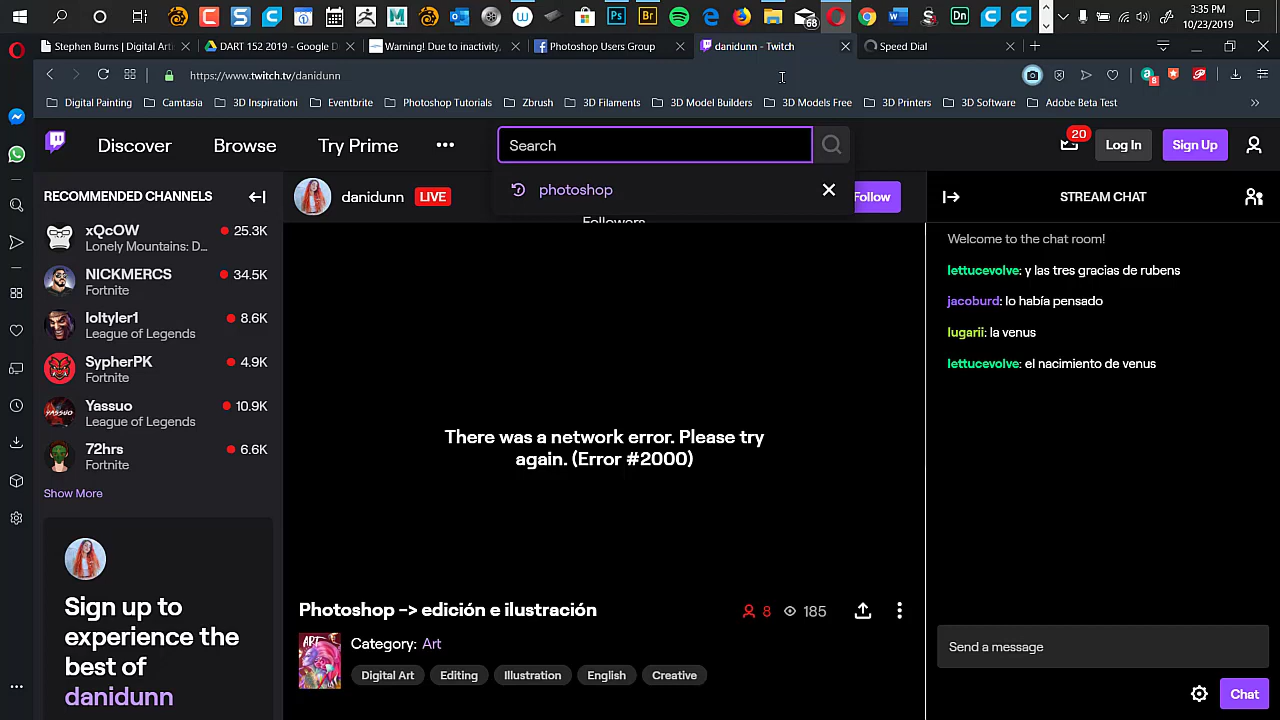 68
3:35 PM
10/23/2019
Stephen Burns | Digital Art
DART 152 2019 - Google D
Warning! Due to inactivity,
Photoshop Users Group
danidunn - Twitch
Speed Dial
https://www.twitch.tv/danidunn
Digital Painting
Camtasia
3D Inspirationi
Eventbrite
Photoshop Tutorials
Zbrush
3D Filaments
3D Model Builders
3D Models Free
3D Printers
3D Software
Adobe Beta Test
Discover
Browse
Try Prime
Search
20
Log In
Sign Up
photoshop
RECOMMENDED CHANNELS
danidunn
LIVE
Follow
Followers
STREAM CHAT
xQcOW
25.3K
Lonely Mountains: D...
NICKMERCS
34.5K
Fortnite
loltyler1
8.6K
League of Legends
SypherPK
4.9K
Fortnite
Yassuo
10.9K
League of Legends
72hrs
6.6K
Fortnite
Show More
Sign up to
experience the
best of
danidunn
There was a network error. Please try
again. (Error #2000)
Photoshop -> edición e ilustración
8
185
ART
Category: Art
Digital Art
Editing
Illustration
English
Creative
Welcome to the chat room!
lettucevolve: y las tres gracias de rubens
jacoburd: lo había pensado
lugarii: la venus
lettucevolve: el nacimiento de venus
Send a message
Chat